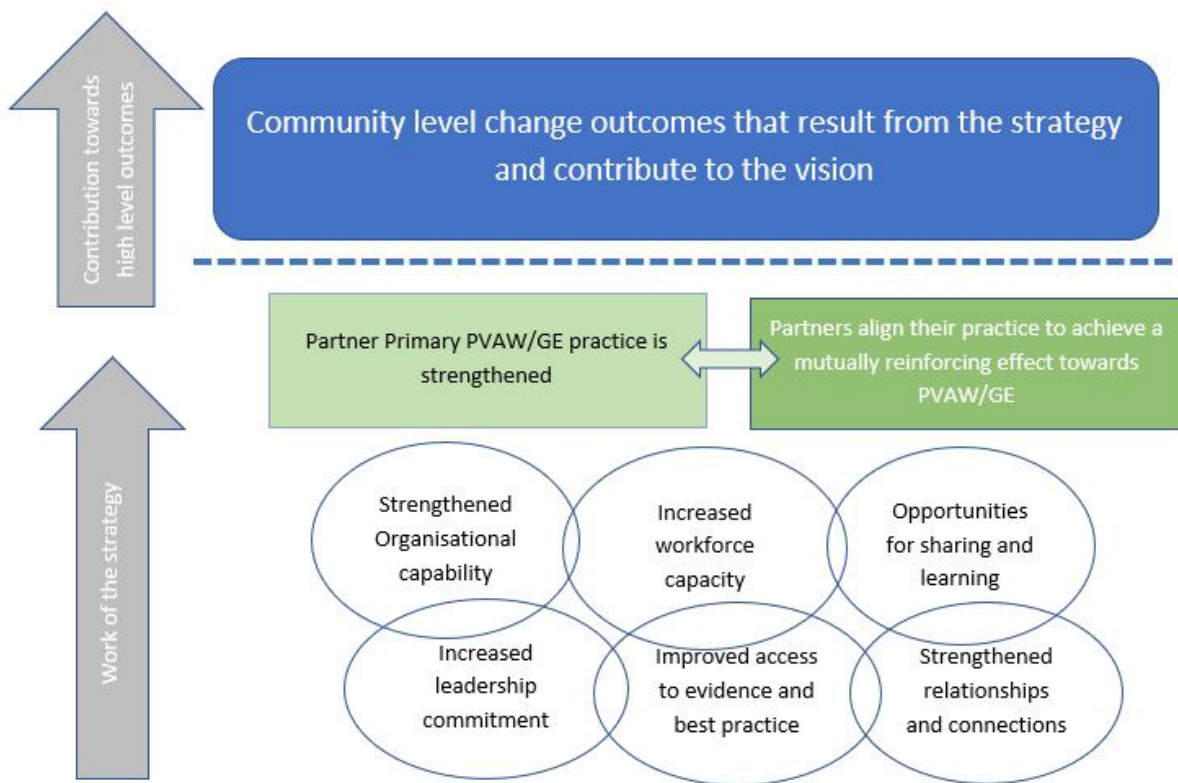 Contribution towards
high level outcomes
Community level change outcomes that result from the strategy
and contribute to the vision
Partner Primary PVAW/GE practice is
strengthened
Partners align their practice to achieve a
mutually reinforcing effect towards
PVAW/GE
Work of the strategy
Strengthened
Organisational
capability
Increased
workforce
capacity
Opportunities
for sharing and
learning
Increased
leadership
commitment
Improved access
to evidence and
best practice
Strengthened
relationships
and connections